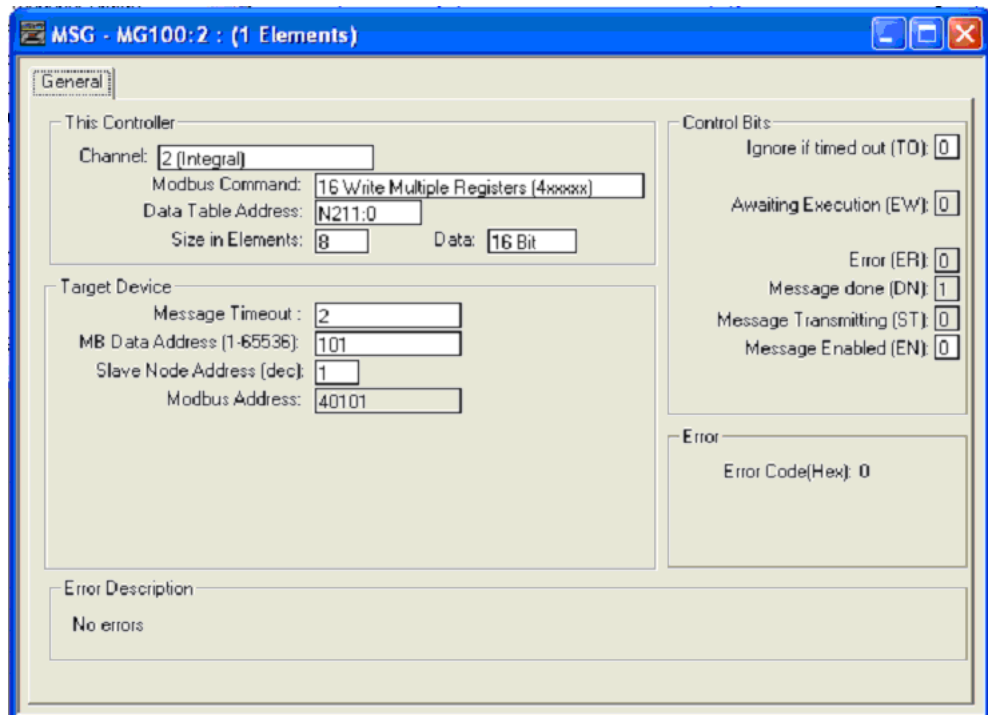 MSG - MG100:2 : (1 Elements)
General
This Controller
Channel: 2 (Integral)
Modbus Command: 16 Write Multiple Registers (4xxxxx)
Data Table Address: N211:0
Size in Elements: 8 Data: 16 Bit
Target Device
Message Timeout : 2
MB Data Address (1-65536): 101
Slave Node Address (dec): 1
Modbus Address: 40101
Control Bits
Ignore if timed out (TO): 0
Awaiting Execution (EW): 0
Error (ER): 0
Message done (DN): 1
Message Transmitting (ST): 0
Message Enabled (EN): 0
Error
Error Code(Hex): 0
Error Description
No errors